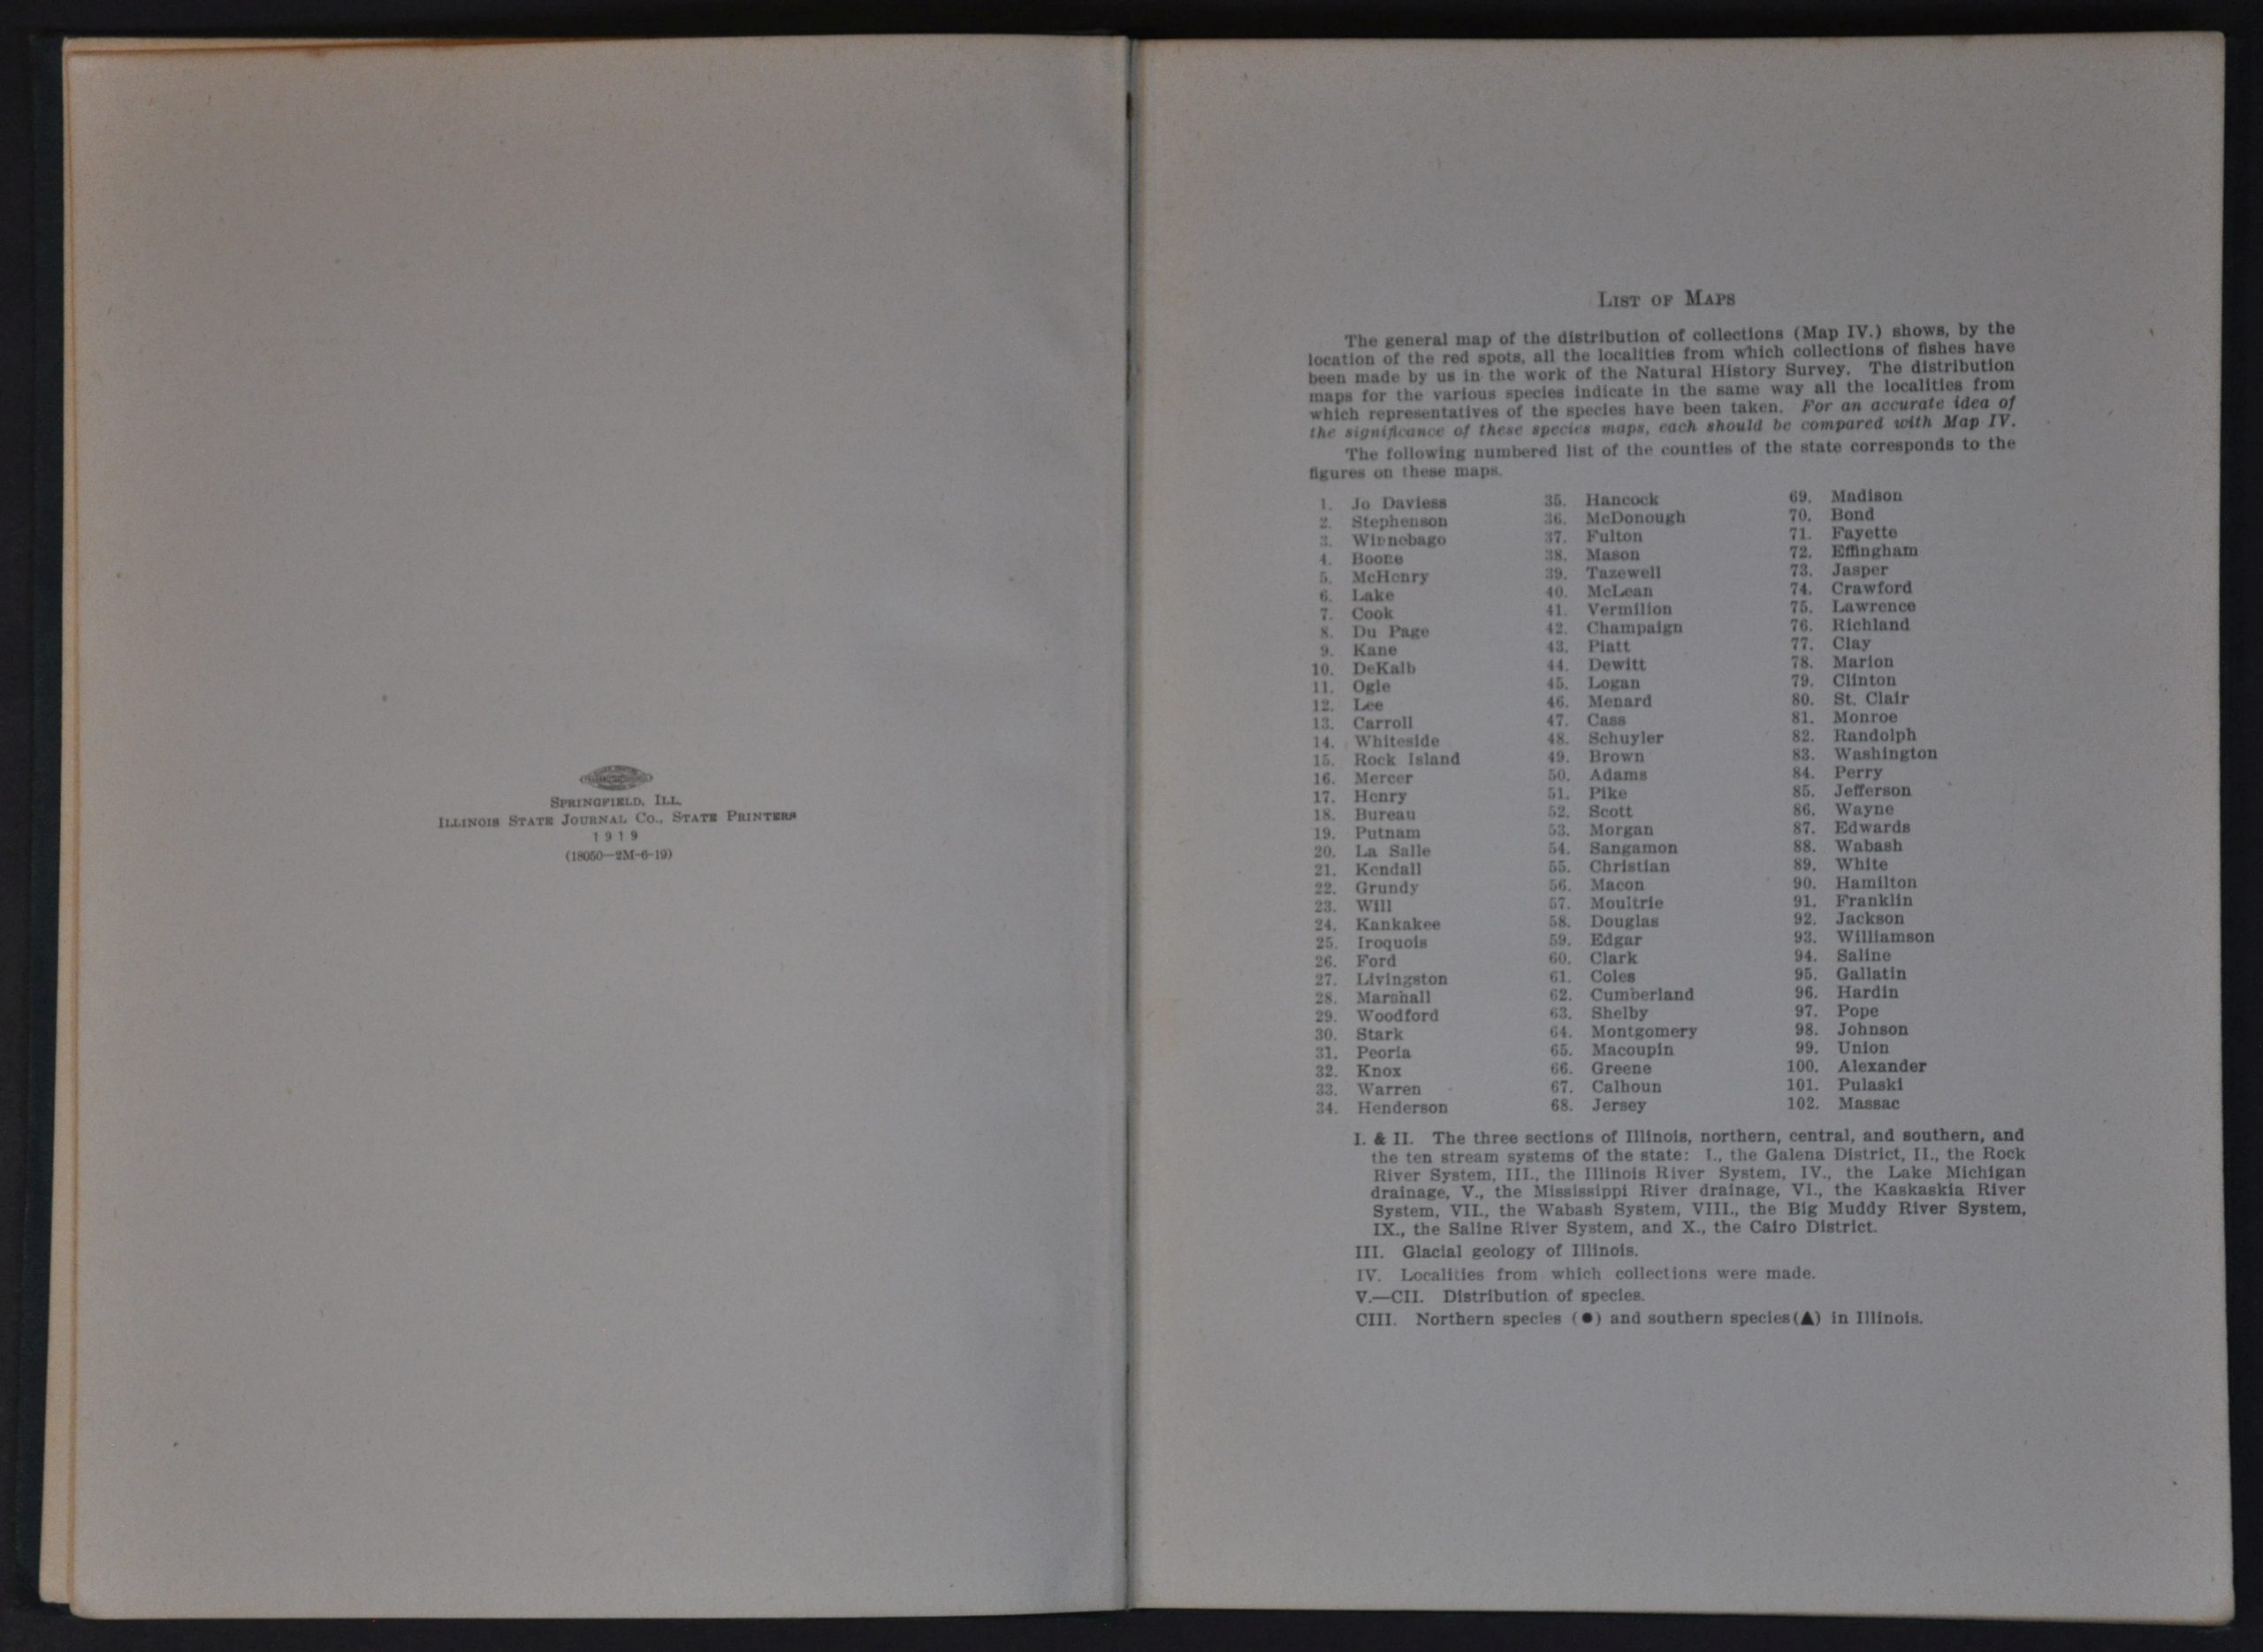 SPRINGFIELD, ILL.
ILLINOIS STATE JOURNAL CO., STATE PRINTERS
1919
(18050—2M-6-19)
LIST OF MAPS
The general map of the distribution of collections (Map IV.) shows, by the
location of the red spots, all the localities from which collections of fishes have
been made by us in the work of the Natural History Survey. The distribution
maps for the various species indicate in the same way all the localities from
which representatives of the species have been taken. For an accurate idea of
the significance of these species maps, each should be compared with Map IV.
The following numbered list of the counties of the state corresponds to the
figures on these maps.
1. Jo Daviess
2. Stephenson
3. Winnebago
4. Boone
5. McHenry
6. Lake
7. Cook
8. Du Page
9. Kane
10. DeKalb
11. Ogle
12. Lee
13. Carroll
14. Whiteside
15. Rock Island
16. Mercer
17. Henry
18. Bureau
19. Putnam
20. La Salle
21. Kendall
22. Grundy
23. Will
24. Kankakee
25. Iroquois
26. Ford
27. Livingston
28. Marshall
29. Woodford
30. Stark
31. Peoria
32. Knox
33. Warren
34. Henderson
35. Hancock
36. McDonough
37. Fulton
38. Mason
39. Tazewell
40. McLean
41. Vermilion
42. Champaign
43. Piatt
44. Dewitt
45. Logan
46. Menard
47. Cass
48. Schuyler
49. Brown
50. Adams
51. Pike
52. Scott
53. Morgan
54. Sangamon
55. Christian
56. Macon
57. Moultrie
58. Douglas
59. Edgar
60. Clark
61. Coles
62. Cumberland
63. Shelby
64. Montgomery
65. Macoupin
66. Greene
67. Calhoun
68. Jersey
69. Madison
70. Bond
71. Fayette
72. Effingham
73. Jasper
74. Crawford
75. Lawrence
76. Richland
77. Clay
78. Marion
79. Clinton
80. St. Clair
81. Monroe
82. Randolph
83. Washington
84. Perry
85. Jefferson
86. Wayne
87. Edwards
88. Wabash
89. White
90. Hamilton
91. Franklin
92. Jackson
93. Williamson
94. Saline
95. Gallatin
96. Hardin
97. Pope
98. Johnson
99. Union
100. Alexander
101. Pulaski
102. Massac
I. & II. The three sections of Illinois, northern, central, and southern, and
the ten stream systems of the state: I., the Galena District, II., the Rock
River System, III., the Illinois River System, IV., the Lake Michigan
drainage, V., the Mississippi River drainage, VI., the Kaskaskia River
System, VII., the Wabash System, VIII., the Big Muddy River System,
IX., the Saline River System, and X., the Cairo District.
III. Glacial geology of Illinois.
IV. Localities from which collections were made.
V.—CII. Distribution of species.
CIII. Northern species (●) and southern species (▲) in Illinois.